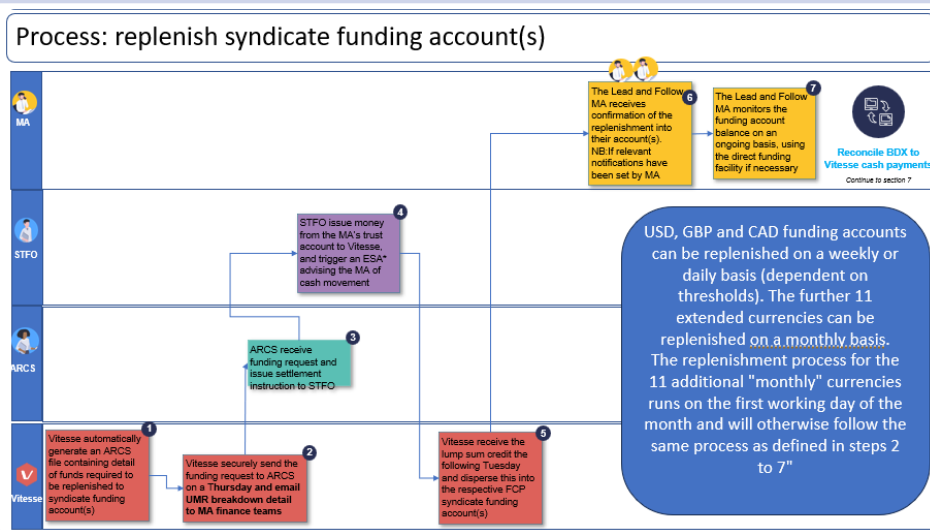 Process: replenish syndicate funding account(s)
MA
The Lead and Follow
MA receives
confirmation of the
replenishment into
their account(s).
NB:If relevant
notifications have
been set by MA
6
The Lead and Follow
MA monitors the
funding account
balance on an
ongoing basis, using
the direct funding
facility if necessary
7
Reconcile BDX to
Vitesse cash payments
Continue to section 7
STFO
STFO issue money
from the MA's trust
account to Vitesse,
and trigger an ESA*
advising the MA of
cash movement
4
ARCS
ARCS receive
funding request and
issue settlement
instruction to STFO
3
USD, GBP and CAD funding accounts
can be replenished on a weekly or
daily basis (dependent on
thresholds). The further 11
extended currencies can be
replenished on a monthly basis.
The replenishment process for the
11 additional "monthly" currencies
runs on the first working day of the
month and will otherwise follow the
same process as defined in steps 2
to 7"
Vitesse
Vitesse automatically
generate an ARCS
file containing detail
of funds required to
be replenished to
syndicate funding
account(s)
1
Vitesse securely send the
funding request to ARCS
on a Thursday and email
UMR breakdown detail
to MA finance teams
2
Vitesse receive the
lump sum credit the
following Tuesday
and disperse this into
the respective FCP
syndicate funding
account(s)
5